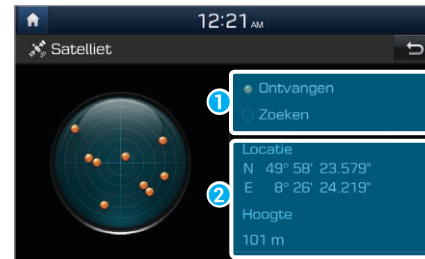 12:21 AM
Satelliet
1
Ontvangen
Zoeken
2
Locatie
N 49° 58' 23.579"
E 8° 26' 24.219"
Hoogte
101 m